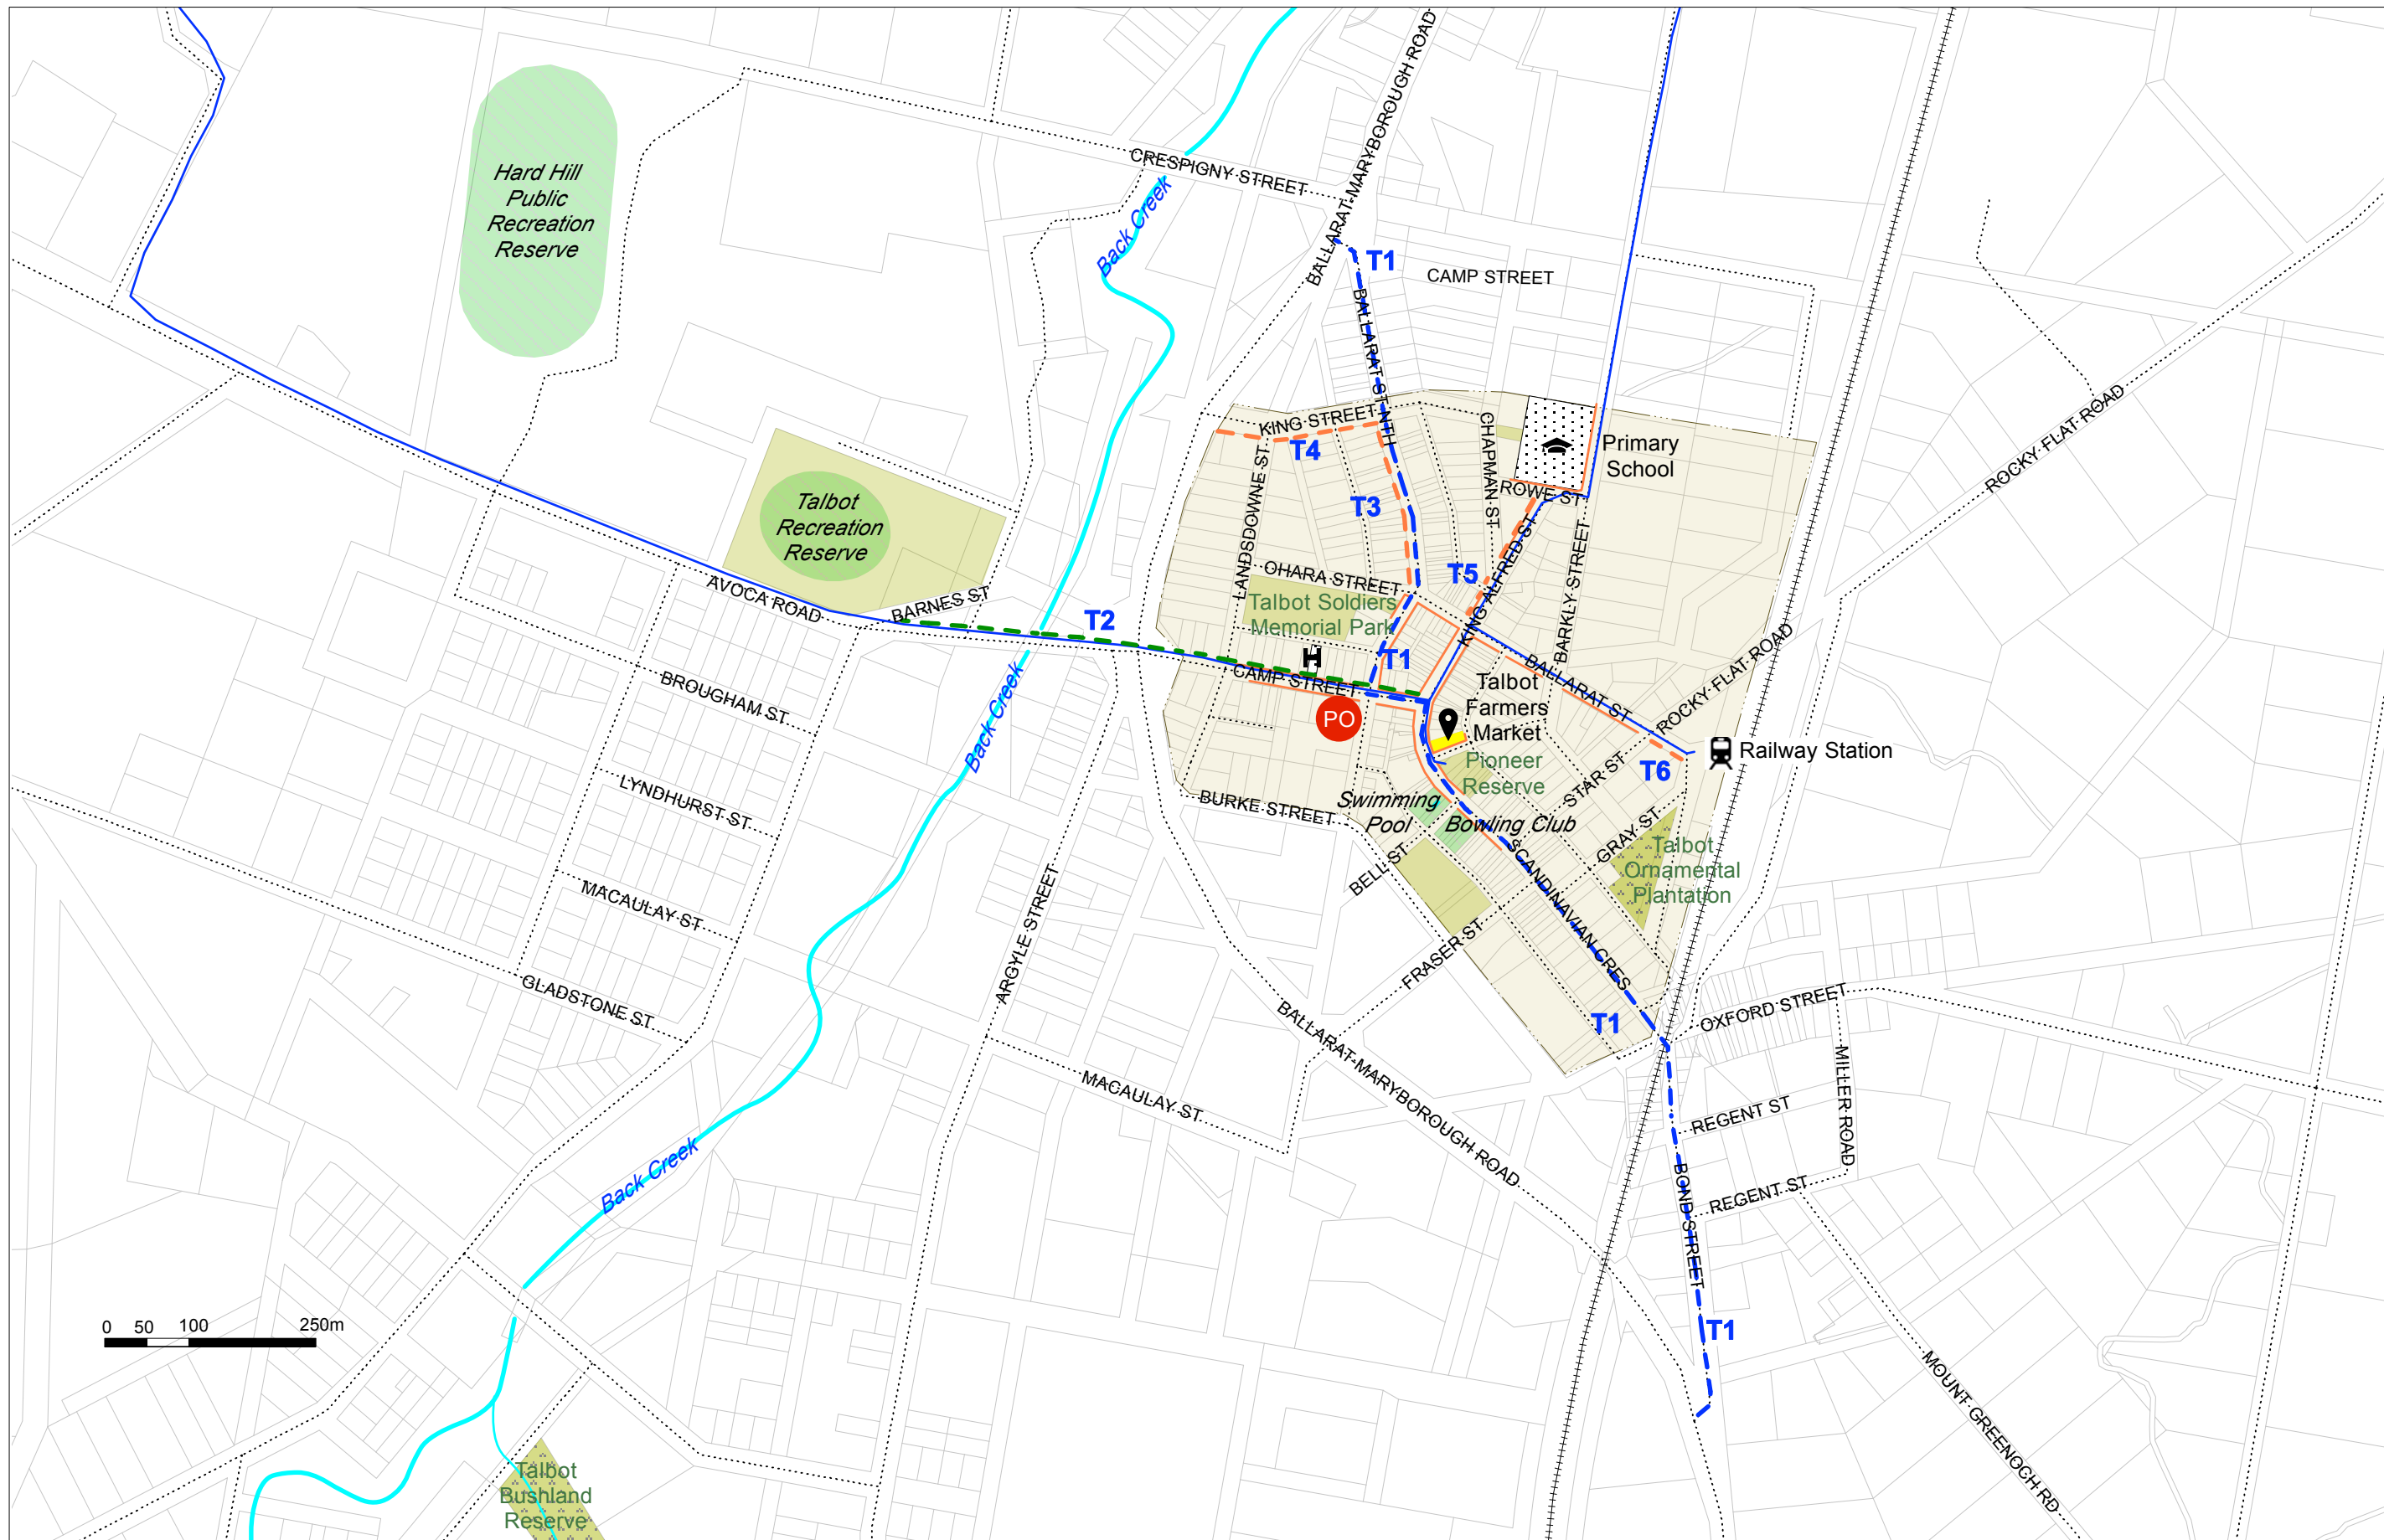 CRESPIGNY STREET
BALLARAT-MARYBOROUGH ROAD
Hard Hill
Public
Recreation
Reserve
Back Creek
T1
CAMP STREET
BALLARAT ST NTH
KING STREET
T4
CHAPMAN ST
Primary
School
ROWE ST
LANDSDOWNE ST
T3
ROCKY FLAT ROAD
Talbot
Recreation
Reserve
AVOCA ROAD
BARNES ST
T2
OHARA STREET
Talbot Soldiers
Memorial Park
T5
KING ALFRED ST
BARKLY STREET
T1
H
CAMP STREET
PO
BALLARAT ST
ROCKY FLAT ROAD
Talbot
Farmers
Market
Railway Station
T6
Pioneer
Reserve
STAR ST
BROUGHAM ST
LYNDHURST ST
MACAULAY ST
GLADSTONE ST
Back Creek
BURKE STREET
Swimming
Pool
Bowling Club
BELL ST
GRAY ST
Talbot
Ornamental
Plantation
SCANDINAVIAN CRES
FRASER ST
ARGYLE STREET
T1
OXFORD STREET
BALLARAT-MARYBOROUGH ROAD
MACAULAY ST
MILLER ROAD
REGENT ST
REGENT ST
BOND STREET
T1
Back Creek
0 50 100 250m
MOUNT GREENOCH RD
Talbot
Bushland
Reserve